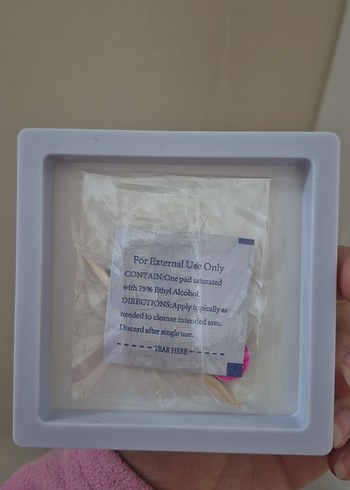 For External Use Only
CONTAIN:One pad saturated
with 75% Ethyl Alcohol.
DIRECTIONS:Apply topically as
needed to cleanse intended area.
Discard after single use.
TEAR HERE